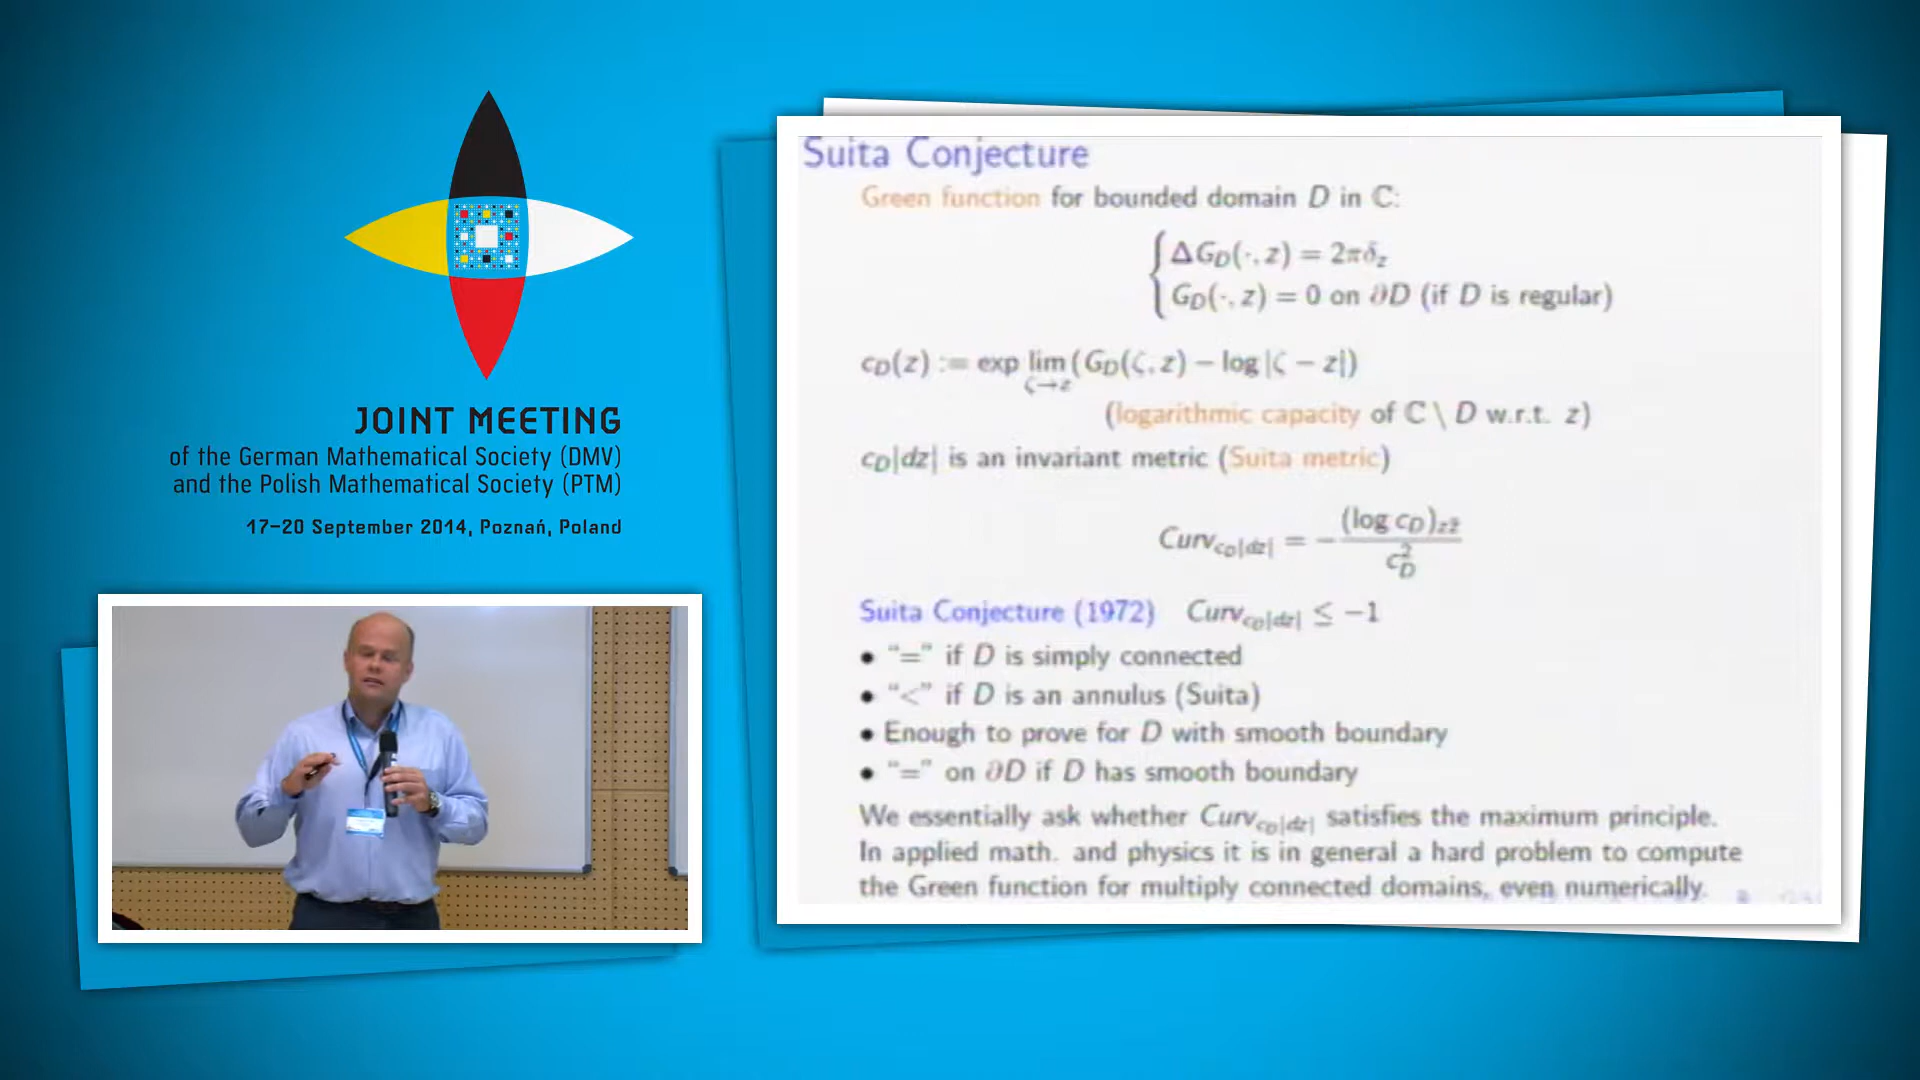 JOINT MEETING
of the German Mathematical Society (DMV)
and the Polish Mathematical Society (PTM)
17–20 September 2014, Poznań, Poland
Suita Conjecture
Green function for bounded domain D in ℂ:
{ ΔG_D(·, z) = 2πδ_z
G_D(·, z) = 0 on ∂D (if D is regular)
c_D(z) := exp lim_{ζ→z} (G_D(ζ, z) − log |ζ − z|)
(logarithmic capacity of ℂ \ D w.r.t. z)
c_D|dz| is an invariant metric (Suita metric)
Curv_{c_D|dz|} = − (log c_D)_{z z̄} / c_D^2
Suita Conjecture (1972) Curv_{c_D|dz|} ≤ −1
• “=” if D is simply connected
• “<” if D is an annulus (Suita)
• Enough to prove for D with smooth boundary
• “=” on ∂D if D has smooth boundary
We essentially ask whether Curv_{c_D|dz|} satisfies the maximum principle.
In applied math. and physics it is in general a hard problem to compute
the Green function for multiply connected domains, even numerically.